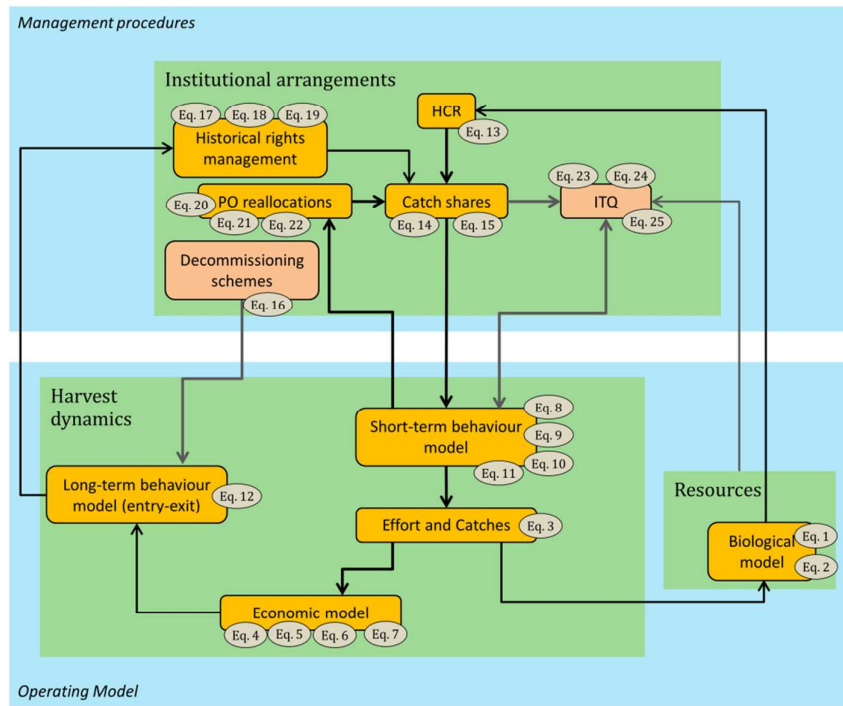 Management procedures
Institutional arrangements
Eq. 17
Eq. 18
Eq. 19
Historical rights
management
HCR
Eq. 13
Eq. 20
PO reallocations
Eq. 21
Eq. 22
Catch shares
Eq. 14
Eq. 15
Eq. 23
Eq. 24
ITQ
Eq. 25
Decommissioning
schemes
Eq. 16
Harvest
dynamics
Short-term behaviour
model
Eq. 8
Eq. 9
Eq. 10
Eq. 11
Long-term behaviour
model (entry-exit)
Eq. 12
Effort and Catches
Eq. 3
Resources
Biological
model
Eq. 1
Eq. 2
Economic model
Eq. 4
Eq. 5
Eq. 6
Eq. 7
Operating Model